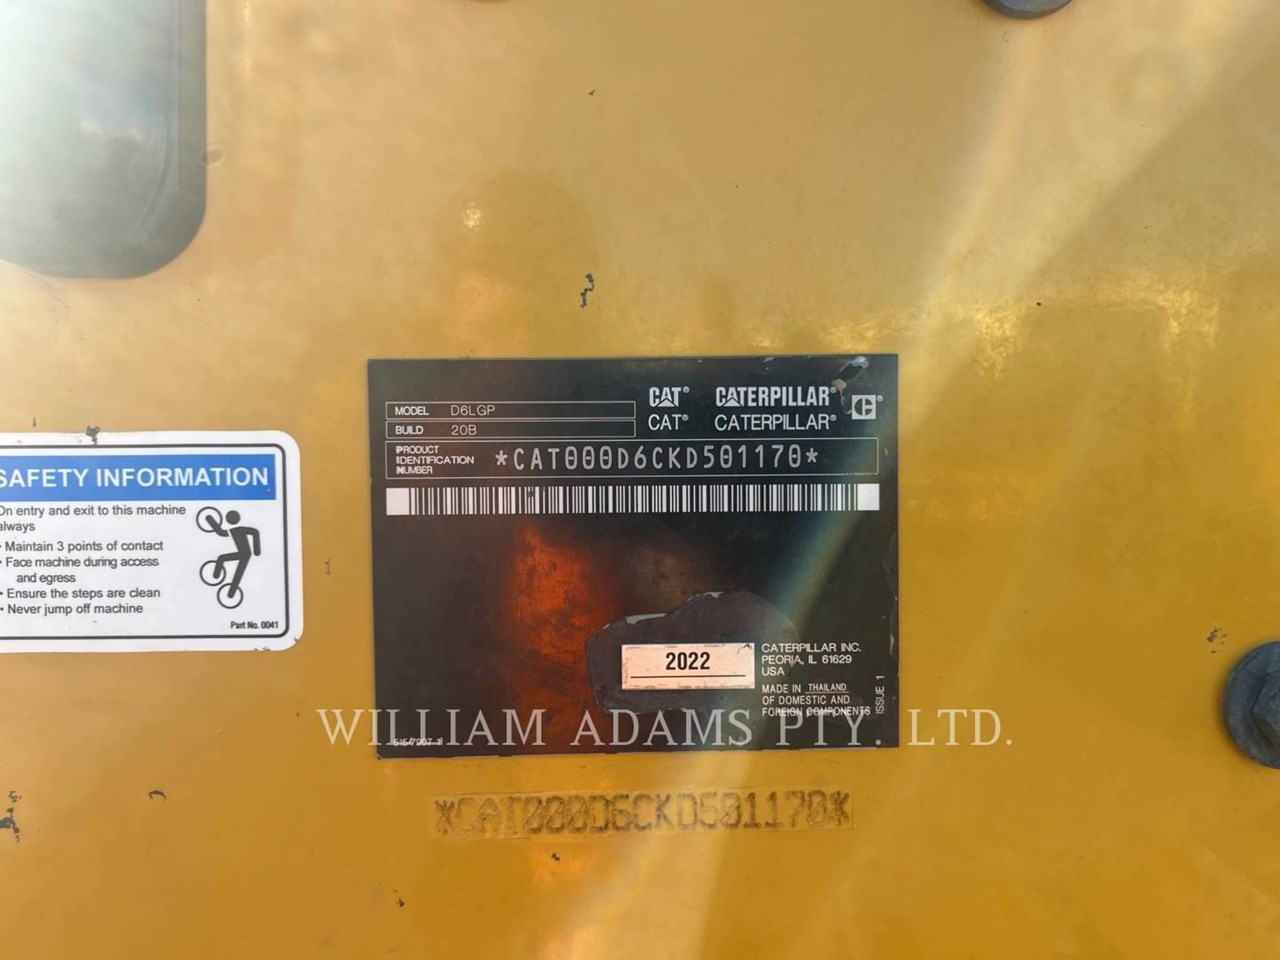 MODEL D6LGP
BUILD 20B
CAT® CATERPILLAR®
CAT® CATERPILLAR®
PRODUCT
IDENTIFICATION
NUMBER
*CAT000D6CKD501170*
2022
CATERPILLAR INC.
PEORIA, IL 61629
USA
MADE IN THAILAND
OF DOMESTIC AND
FOREIGN COMPONENTS
ISSUE 1
*CAT000D6CKD501170*
SAFETY INFORMATION
On entry and exit to this machine
always
• Maintain 3 points of contact
• Face machine during access
and egress
• Ensure the steps are clean
• Never jump off machine
Part No. 0041
WILLIAM ADAMS PTY. LTD.